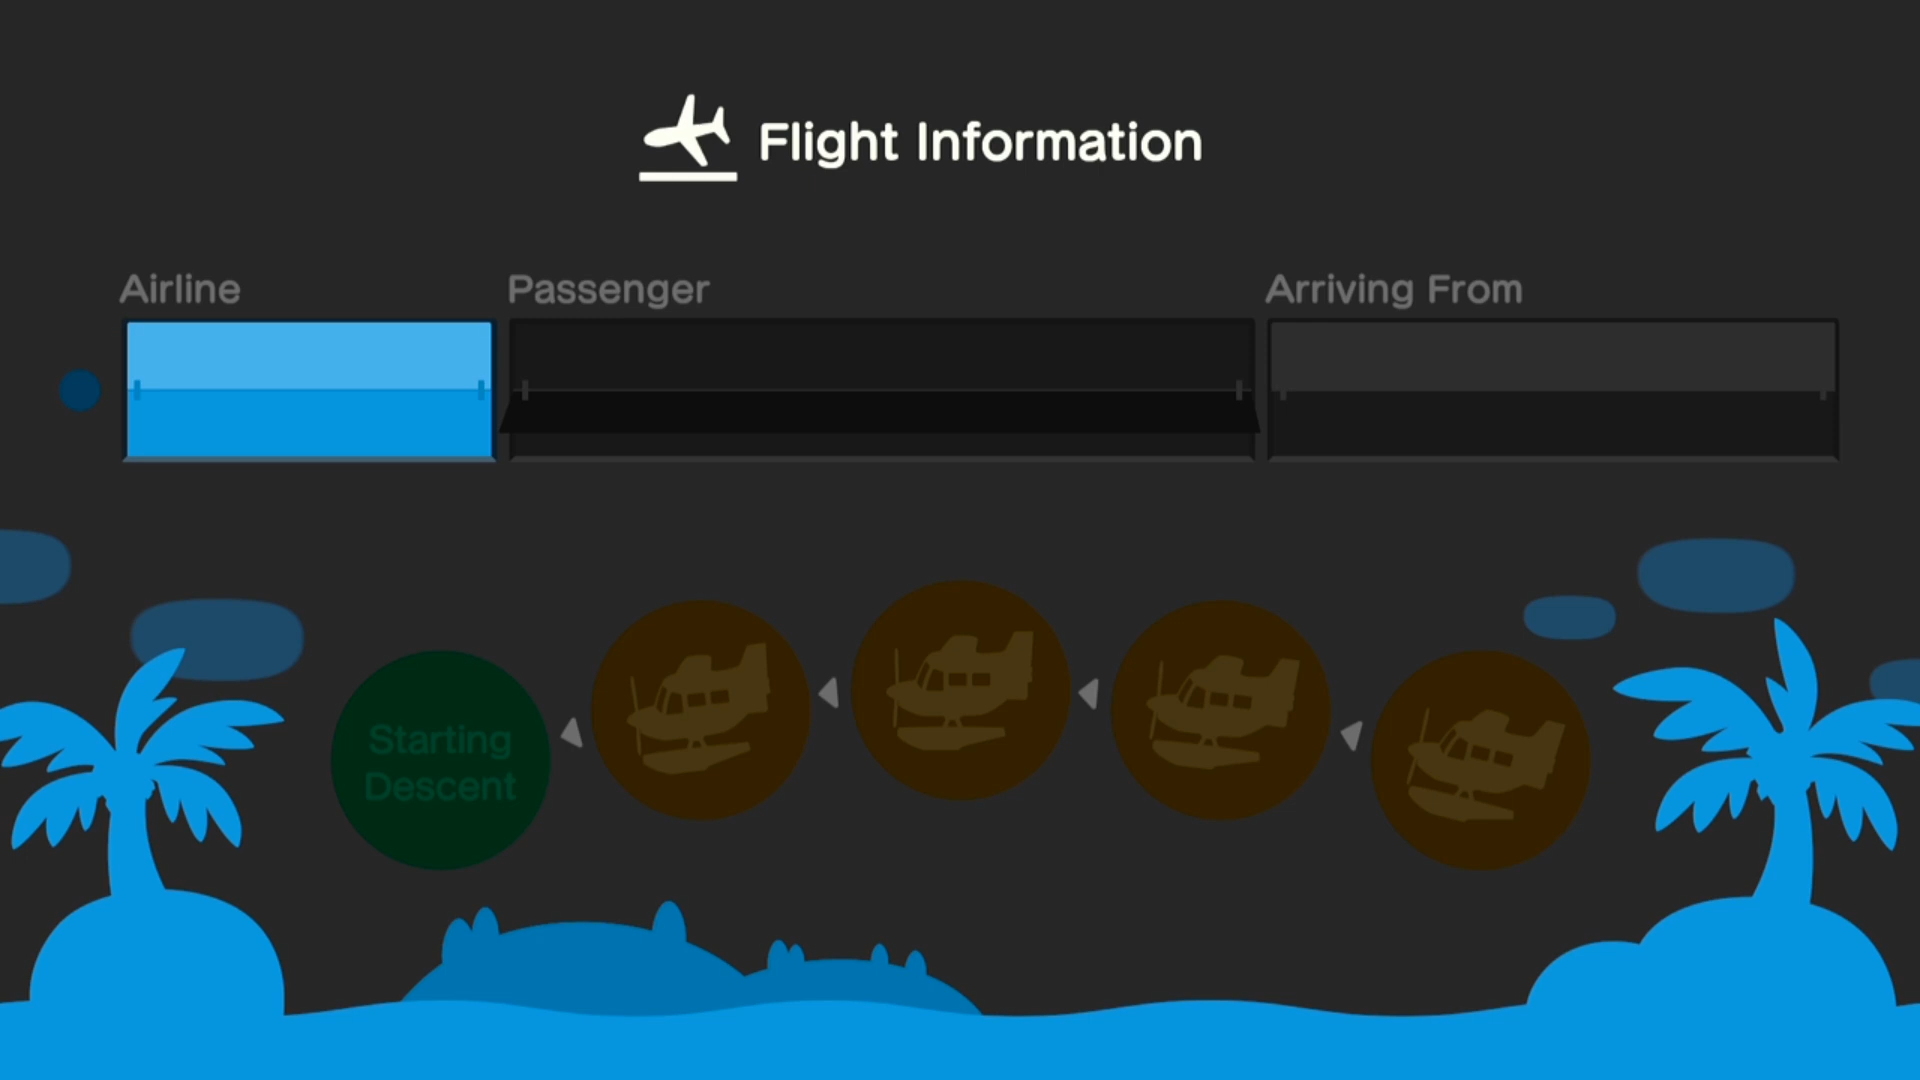 Flight Information
Airline
Passenger
Arriving From
Starting
Descent